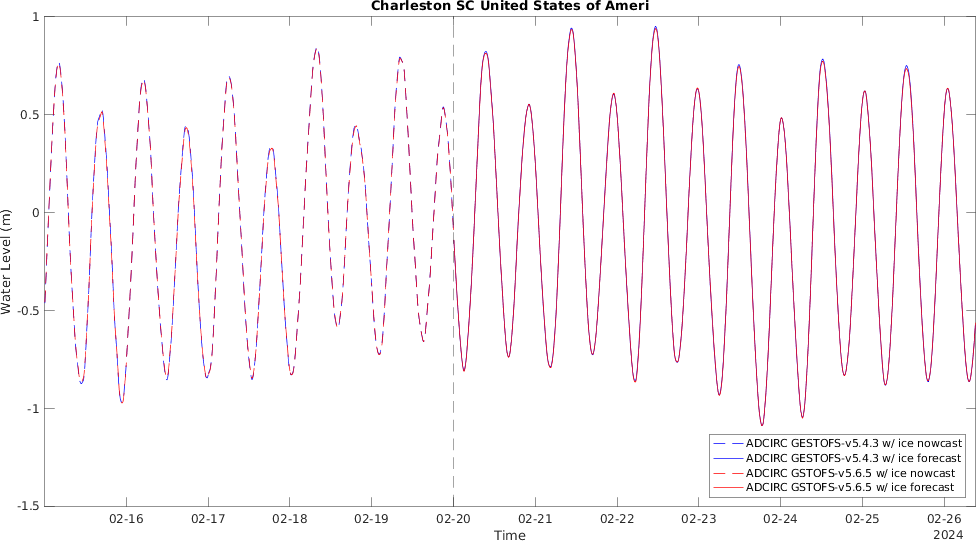 Charleston SC United States of Ameri
1
0.5
0
-0.5
-1
-1.5
Water Level (m)
ADCIRC GESTOFS-v5.4.3 w/ ice nowcast
ADCIRC GESTOFS-v5.4.3 w/ ice forecast
ADCIRC GSTOFS-v5.6.5 w/ ice nowcast
ADCIRC GSTOFS-v5.6.5 w/ ice forecast
02-16 02-17 02-18 02-19 02-20 02-21 02-22 02-23 02-24 02-25 02-26
Time
2024